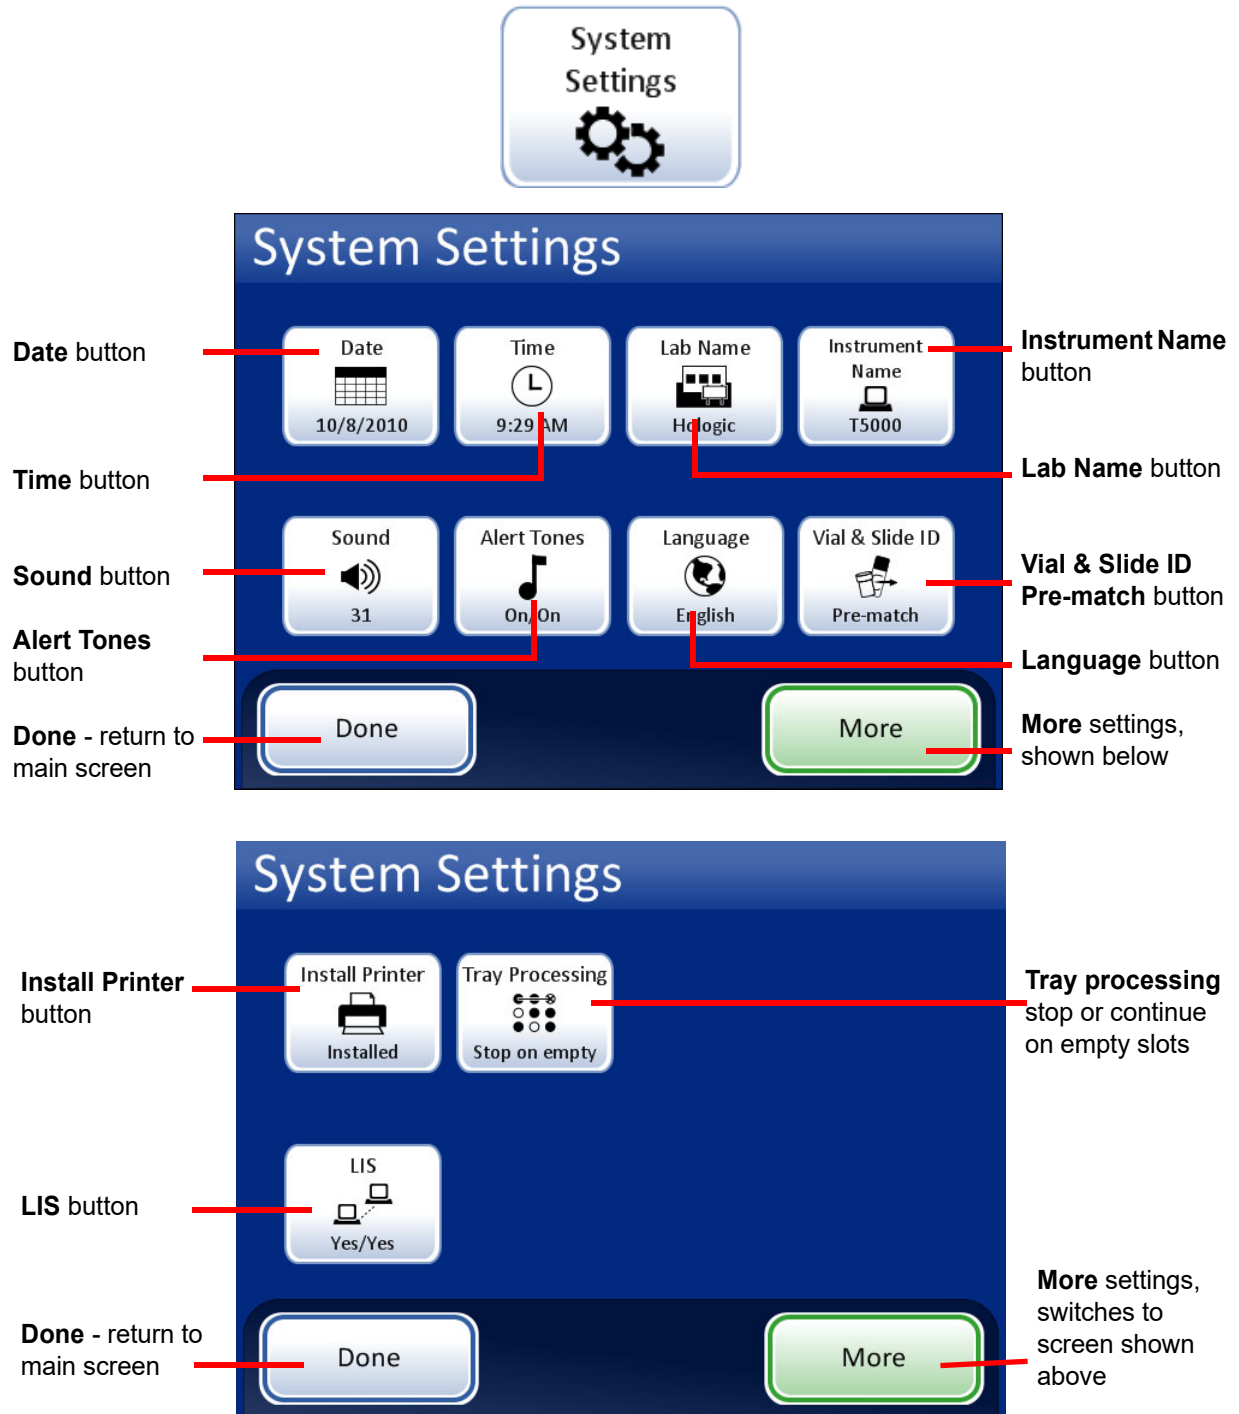 System
Settings
System Settings
Date button
Date
10/8/2010
Time
9:29 AM
Lab Name
Hologic
Instrument
Name
T5000
Instrument Name
button
Time button
Lab Name button
Sound button
Sound
31
Alert Tones
On/On
Language
English
Vial & Slide ID
Pre-match
Vial & Slide ID
Pre-match button
Alert Tones
button
Language button
Done - return to
main screen
Done
More
More settings,
shown below
System Settings
Install Printer
button
Install Printer
Installed
Tray Processing
Stop on empty
Tray processing
stop or continue
on empty slots
LIS button
LIS
Yes/Yes
Done - return to
main screen
Done
More
More settings,
switches to
screen shown
above